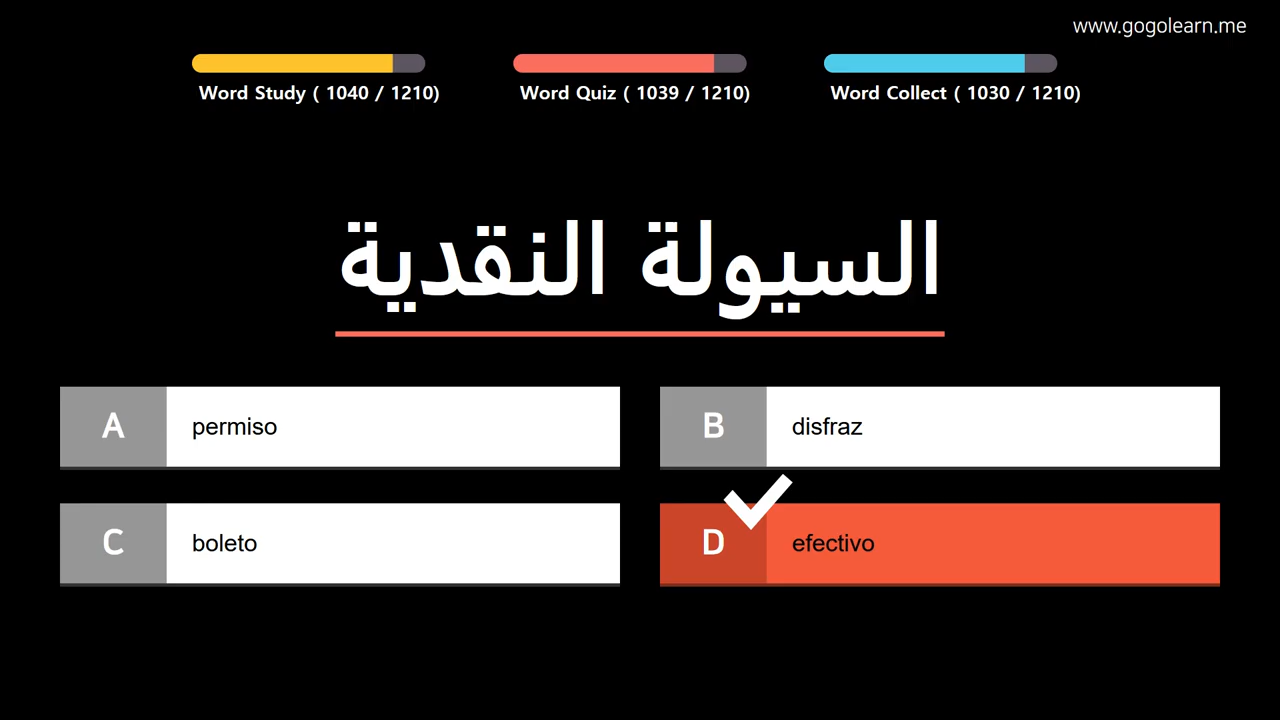 www.gogolearn.me
Word Study ( 1040 / 1210)
Word Quiz ( 1039 / 1210)
Word Collect ( 1030 / 1210)
السيولة النقدية
A permiso
B disfraz
C boleto
D efectivo